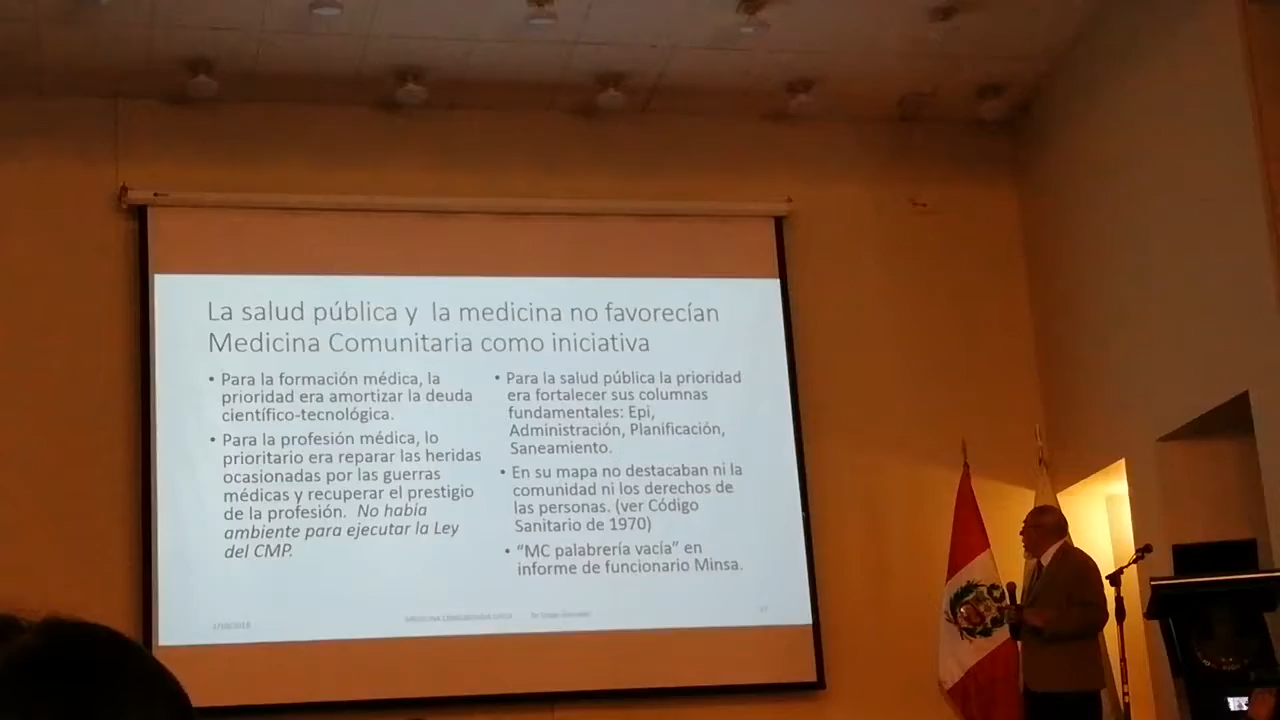 La salud pública y la medicina no favorecían
Medicina Comunitaria como iniciativa
• Para la formación médica, la
prioridad era amortizar la deuda
científico-tecnológica.
• Para la profesión médica, lo
prioritario era reparar las heridas
ocasionadas por las guerras
médicas y recuperar el prestigio
de la profesión. No había
ambiente para ejecutar la Ley
del CMP.
• Para la salud pública la prioridad
era fortalecer sus columnas
fundamentales: Epi,
Administración, Planificación,
Saneamiento.
• En su mapa no destacaban ni la
comunidad ni los derechos de
las personas. (ver Código
Sanitario de 1970)
• “MC palabrería vacía” en
informe de funcionario Minsa.